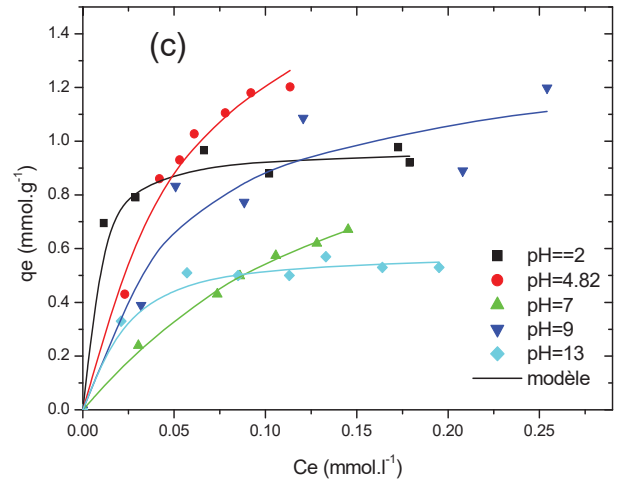 (c)
qe (mmol.g⁻¹)
1.4
1.2
1.0
0.8
0.6
0.4
0.2
0.0
pH==2
pH=4.82
pH=7
pH=9
pH=13
modèle
0.00 0.05 0.10 0.15 0.20 0.25
Ce (mmol.l⁻¹)